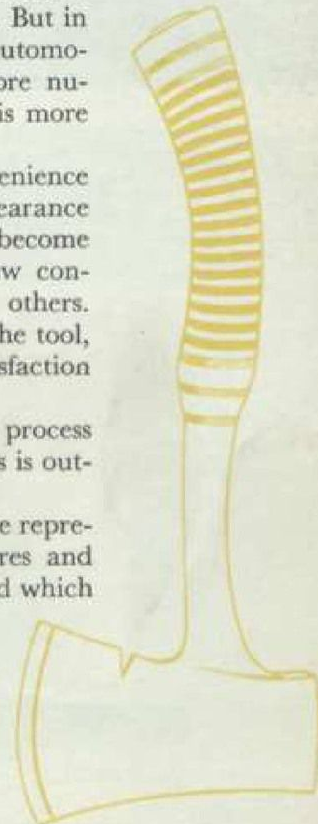 But in
utomo-
ore nu-
is more
enience
earance
become
w con-
others.
he tool,
sfaction
process
s is out-
e repre-
res and
d which